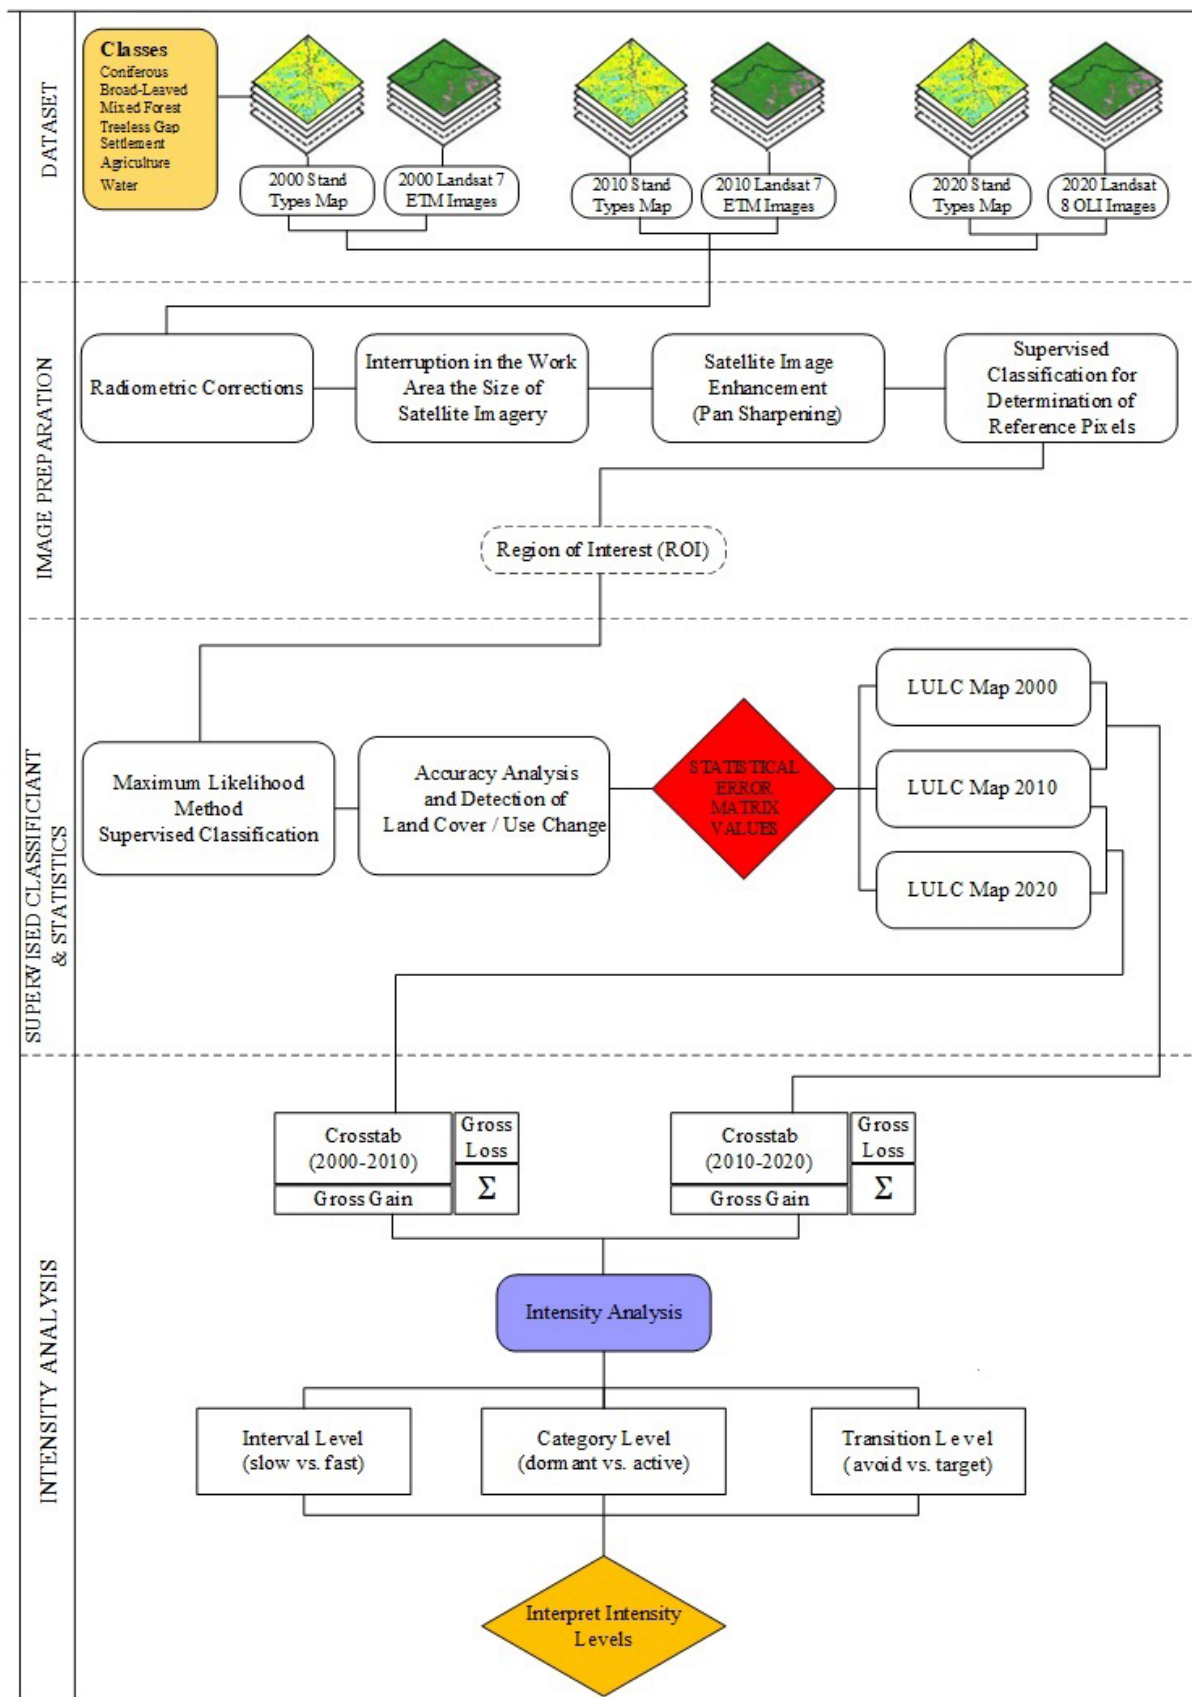 DATASET
Classes
Coniferous
Broad-Leaved
Mixed Forest
Treeless Gap
Settlement
Agriculture
Water
2000 Stand
Types Map
2000 Landsat 7
ETM Images
2010 Stand
Types Map
2010 Landsat 7
ETM Images
2020 Stand
Types Map
2020 Landsat
8 OLI Images
IMAGE PREPARATION
Radiometric Corrections
Interruption in the Work
Area the Size of
Satellite Imagery
Satellite Image
Enhancement
(Pan Sharpening)
Supervised
Classification for
Determination of
Reference Pixels
Region of Interest (ROI)
SUPERVISED CLASSIFICIANT
& STATISTICS
Maximum Likelihood
Method
Supervised Classification
Accuracy Analysis
and Detection of
Land Cover / Use Change
STATISTICAL
ERROR
MATRIX
VALUES
LULC Map 2000
LULC Map 2010
LULC Map 2020
INTENSITY ANALYSIS
Crosstab
(2000-2010)
Gross
Loss
Gross Gain
Σ
Crosstab
(2010-2020)
Gross
Loss
Gross Gain
Σ
Intensity Analysis
Interval Level
(slow vs. fast)
Category Level
(dormant vs. active)
Transition Level
(avoid vs. target)
Interpret Intensity
Levels